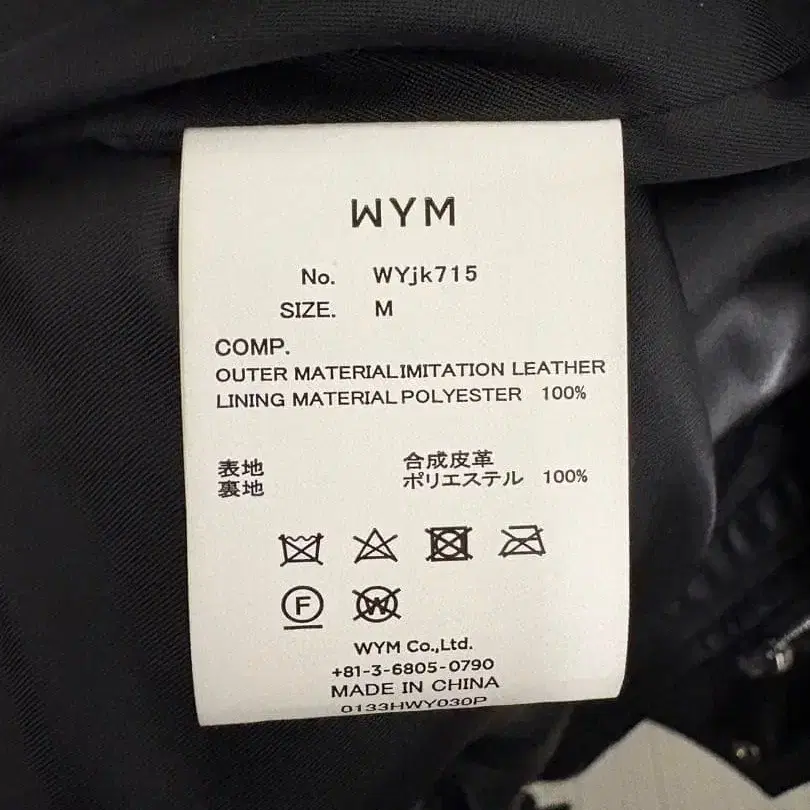 WYM
No. WYjk715
SIZE. M
COMP.
OUTER MATERIALIMITATION LEATHER
LINING MATERIAL POLYESTER 100%
表地 合成皮革
裏地 ポリエステル 100%
F W
WYM Co.,Ltd.
+81-3-6805-0790
MADE IN CHINA
0133HWY030P